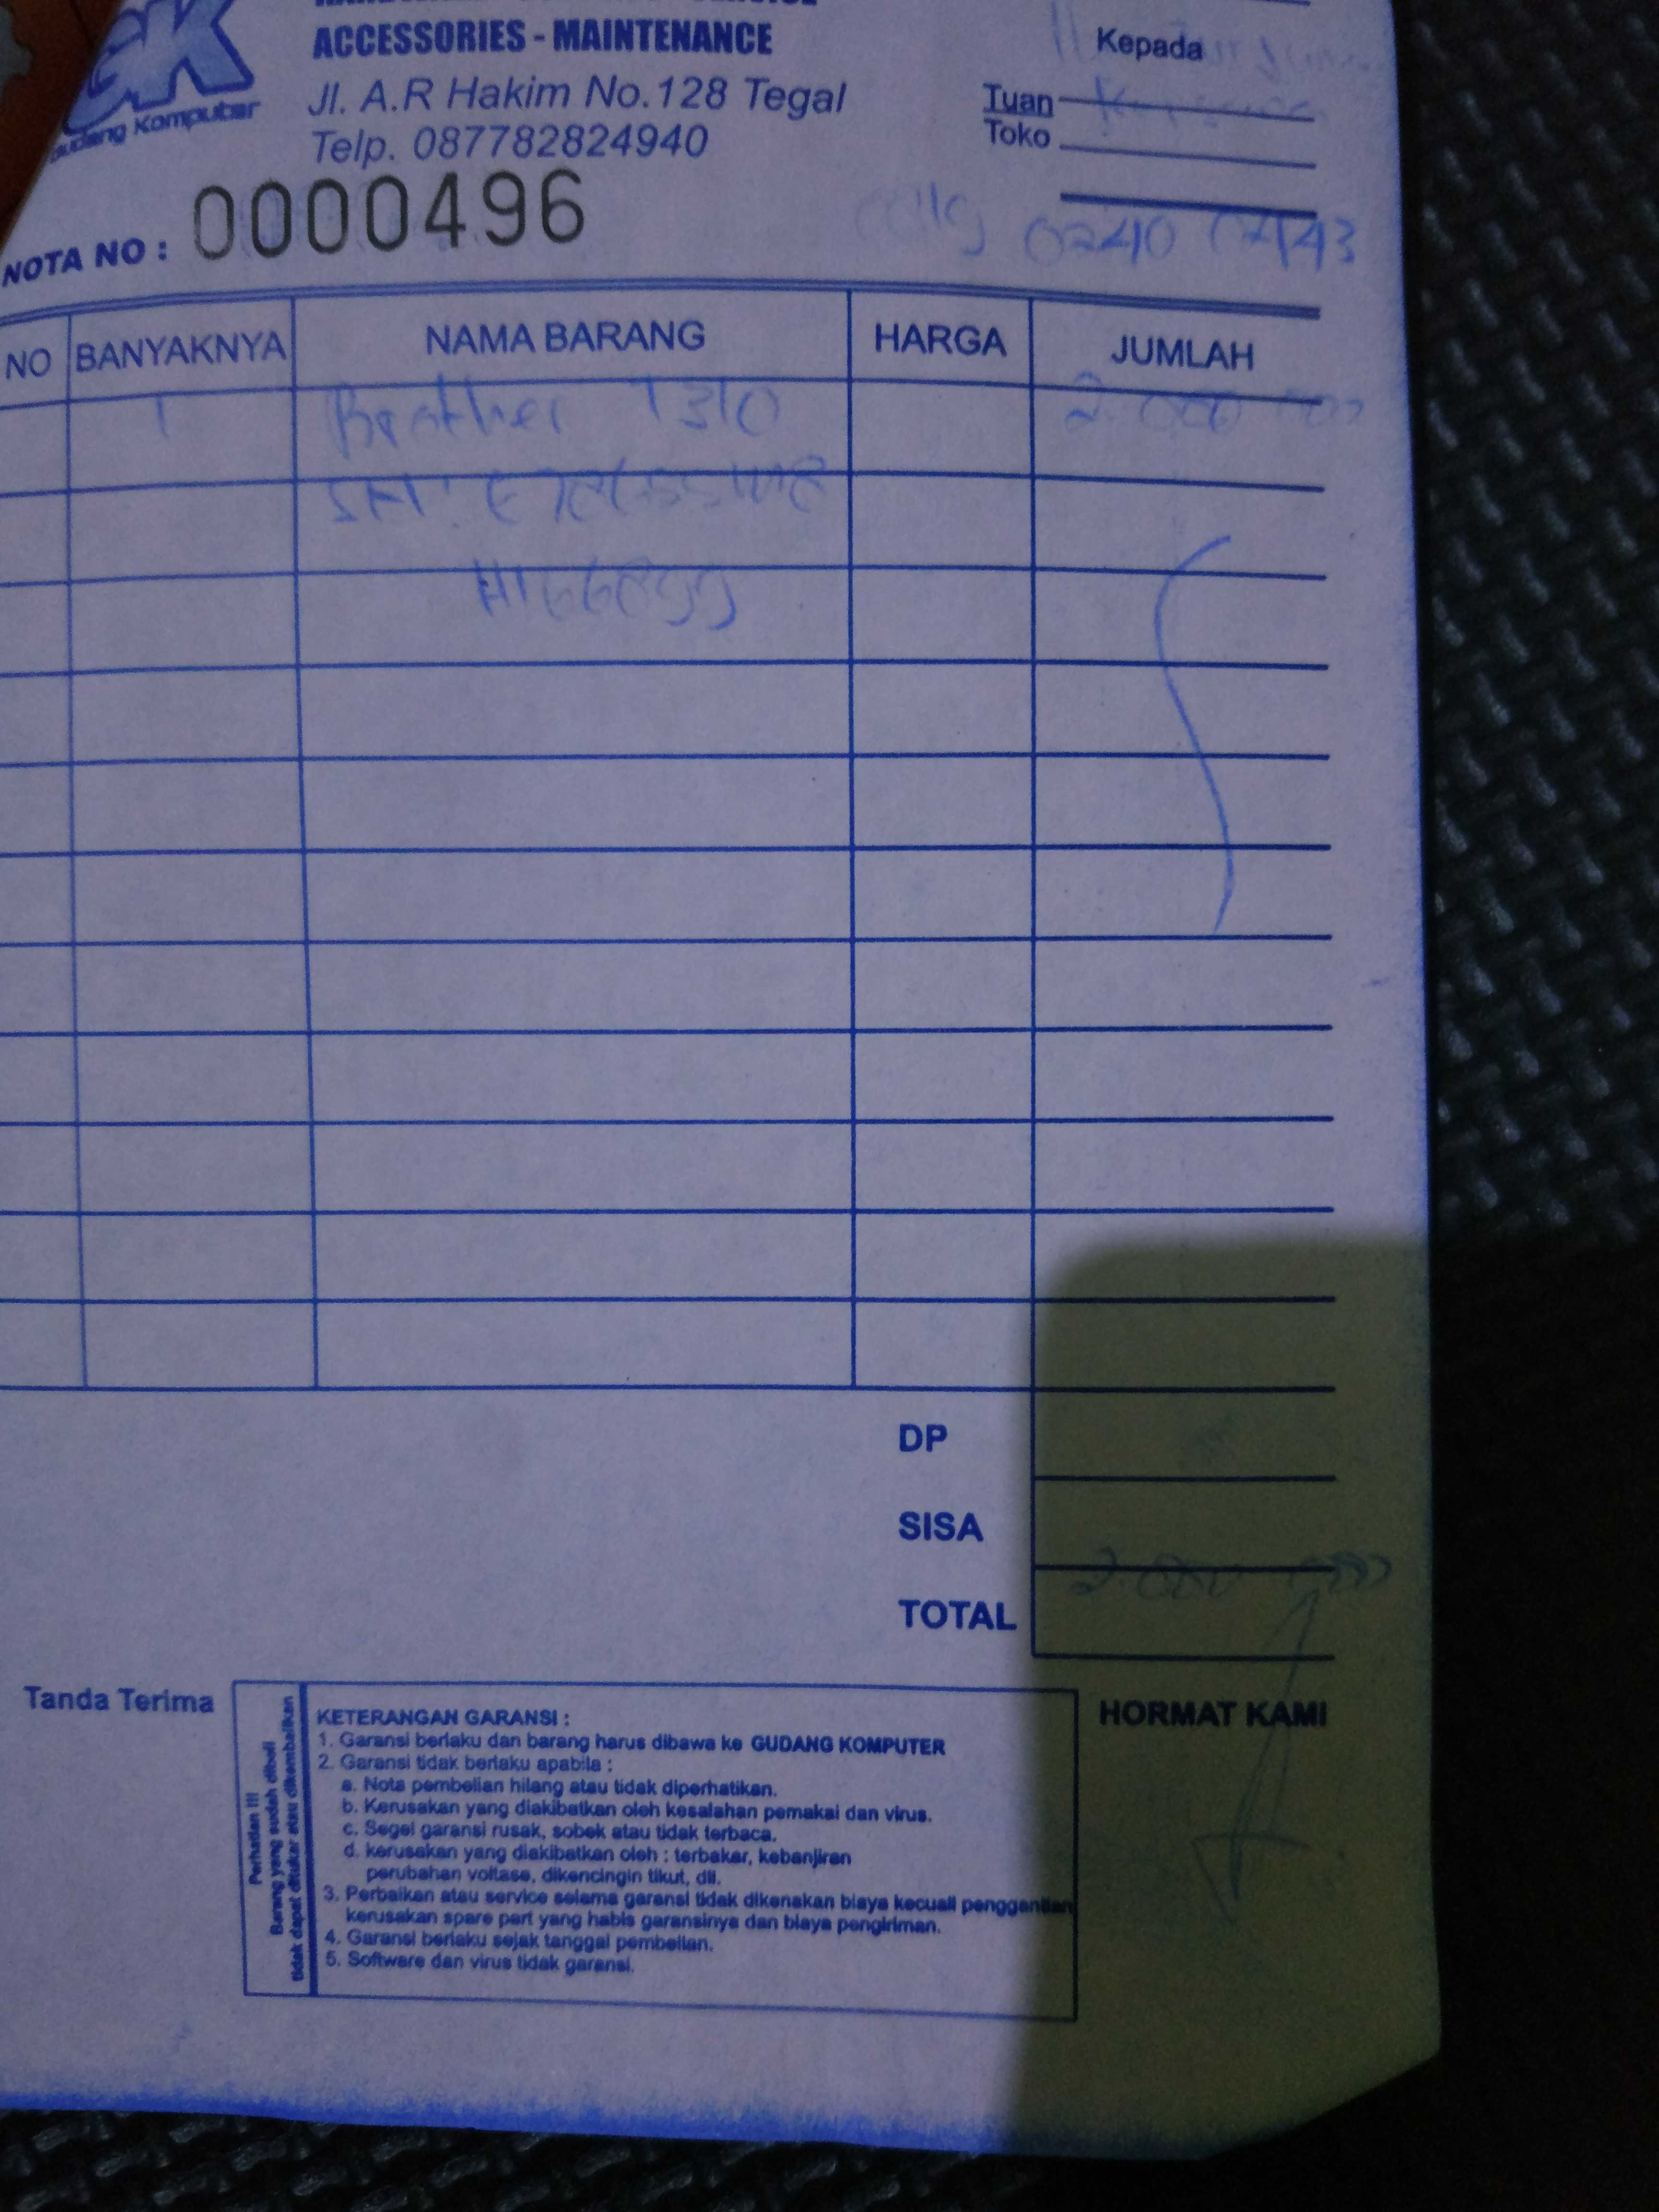 ACCESSORIES - MAINTENANCE
Jl. A.R Hakim No.128 Tegal
Telp. 087782824940
GK
Gudang Komputer
Kepada
Tuan
Toko
NOTA NO : 0000496
NO BANYAKNYA NAMA BARANG HARGA JUMLAH
1 Brother T310 2.000
DP
SISA
TOTAL 2.000
Tanda Terima
HORMAT KAMI
Perhatian !!!
Barang yang sudah dibeli
tidak dapat ditukar atau dikembalikan
KETERANGAN GARANSI :
1. Garansi berlaku dan barang harus dibawa ke GUDANG KOMPUTER
2. Garansi tidak berlaku apabila :
a. Nota pembelian hilang atau tidak diperhatikan.
b. Kerusakan yang diakibatkan oleh kesalahan pemakai dan virus.
c. Segel garansi rusak, sobek atau tidak terbaca.
d. kerusakan yang diakibatkan oleh : terbakar, kebanjiran
perubahan voltase, dikencingin tikut, dll.
3. Perbaikan atau service selama garansi tidak dikenakan biaya kecuali penggantian
kerusakan spare part yang habis garansinya dan biaya pengiriman.
4. Garansi berlaku sejak tanggal pembelian.
5. Software dan virus tidak garansi.